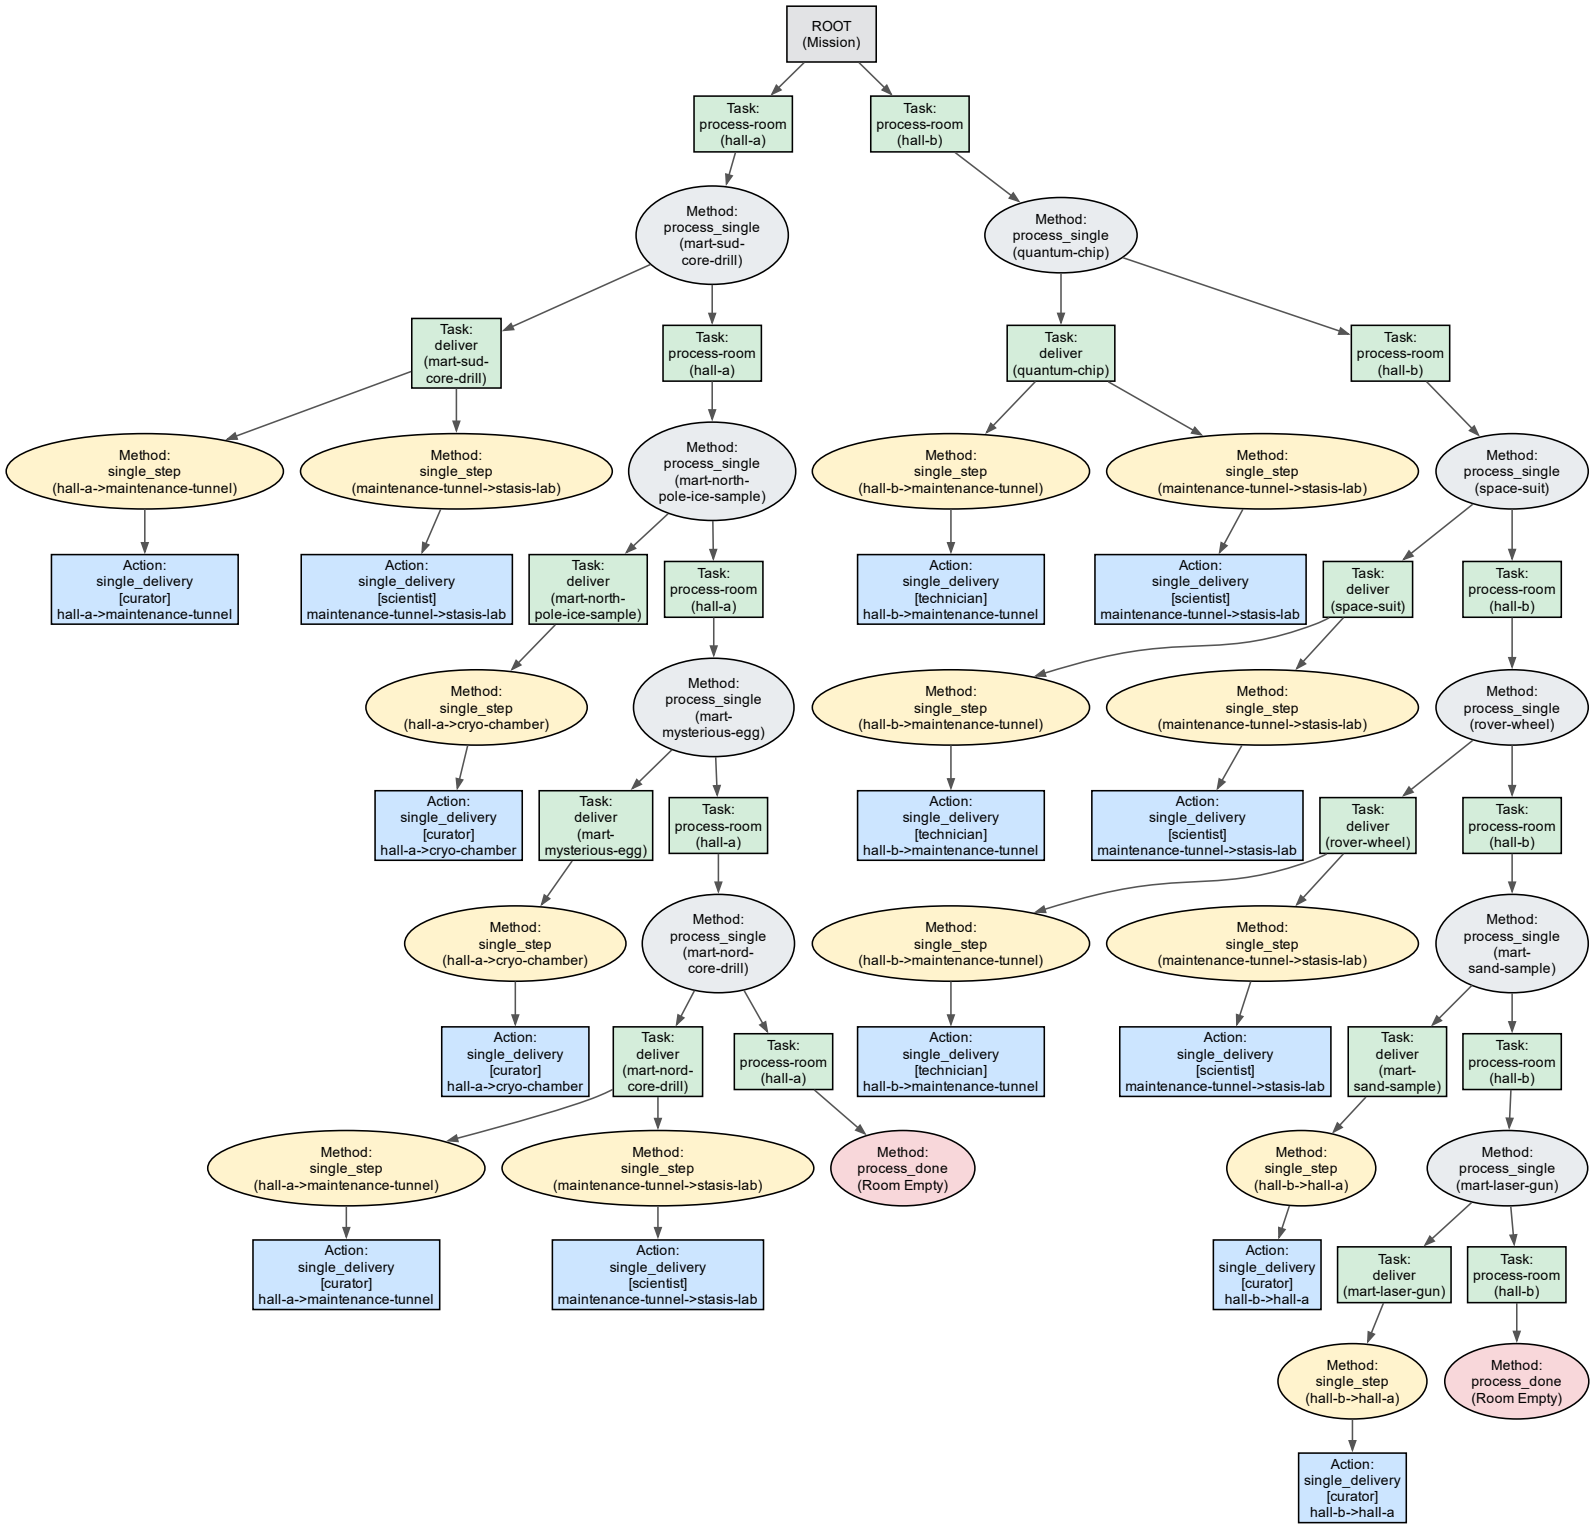 ROOT
(Mission)
Task:
process-room
(hall-a)
Task:
process-room
(hall-b)
Method:
process_single
(mart-sud-
core-drill)
Method:
process_single
(quantum-chip)
Task:
deliver
(mart-sud-
core-drill)
Task:
process-room
(hall-a)
Task:
deliver
(quantum-chip)
Task:
process-room
(hall-b)
Method:
single_step
(hall-a->maintenance-tunnel)
Method:
single_step
(maintenance-tunnel->stasis-lab)
Method:
process_single
(mart-north-
pole-ice-sample)
Method:
single_step
(hall-b->maintenance-tunnel)
Method:
single_step
(maintenance-tunnel->stasis-lab)
Method:
process_single
(space-suit)
Action:
single_delivery
[curator]
hall-a->maintenance-tunnel
Action:
single_delivery
[scientist]
maintenance-tunnel->stasis-lab
Task:
deliver
(mart-north-
pole-ice-sample)
Task:
process-room
(hall-a)
Action:
single_delivery
[technician]
hall-b->maintenance-tunnel
Action:
single_delivery
[scientist]
maintenance-tunnel->stasis-lab
Task:
deliver
(space-suit)
Task:
process-room
(hall-b)
Method:
single_step
(hall-a->cryo-chamber)
Method:
process_single
(mart-
mysterious-egg)
Method:
single_step
(hall-b->maintenance-tunnel)
Method:
single_step
(maintenance-tunnel->stasis-lab)
Method:
process_single
(rover-wheel)
Action:
single_delivery
[curator]
hall-a->cryo-chamber
Task:
deliver
(mart-
mysterious-egg)
Task:
process-room
(hall-a)
Action:
single_delivery
[technician]
hall-b->maintenance-tunnel
Action:
single_delivery
[scientist]
maintenance-tunnel->stasis-lab
Task:
deliver
(rover-wheel)
Task:
process-room
(hall-b)
Method:
single_step
(hall-a->cryo-chamber)
Method:
process_single
(mart-nord-
core-drill)
Method:
single_step
(hall-b->maintenance-tunnel)
Method:
single_step
(maintenance-tunnel->stasis-lab)
Method:
process_single
(mart-
sand-sample)
Action:
single_delivery
[curator]
hall-a->cryo-chamber
Task:
deliver
(mart-nord-
core-drill)
Task:
process-room
(hall-a)
Action:
single_delivery
[technician]
hall-b->maintenance-tunnel
Action:
single_delivery
[scientist]
maintenance-tunnel->stasis-lab
Task:
deliver
(mart-
sand-sample)
Task:
process-room
(hall-b)
Method:
single_step
(hall-a->maintenance-tunnel)
Method:
single_step
(maintenance-tunnel->stasis-lab)
Method:
process_done
(Room Empty)
Method:
single_step
(hall-b->hall-a)
Method:
process_single
(mart-laser-gun)
Action:
single_delivery
[curator]
hall-a->maintenance-tunnel
Action:
single_delivery
[scientist]
maintenance-tunnel->stasis-lab
Action:
single_delivery
[curator]
hall-b->hall-a
Task:
deliver
(mart-laser-gun)
Task:
process-room
(hall-b)
Method:
single_step
(hall-b->hall-a)
Method:
process_done
(Room Empty)
Action:
single_delivery
[curator]
hall-b->hall-a